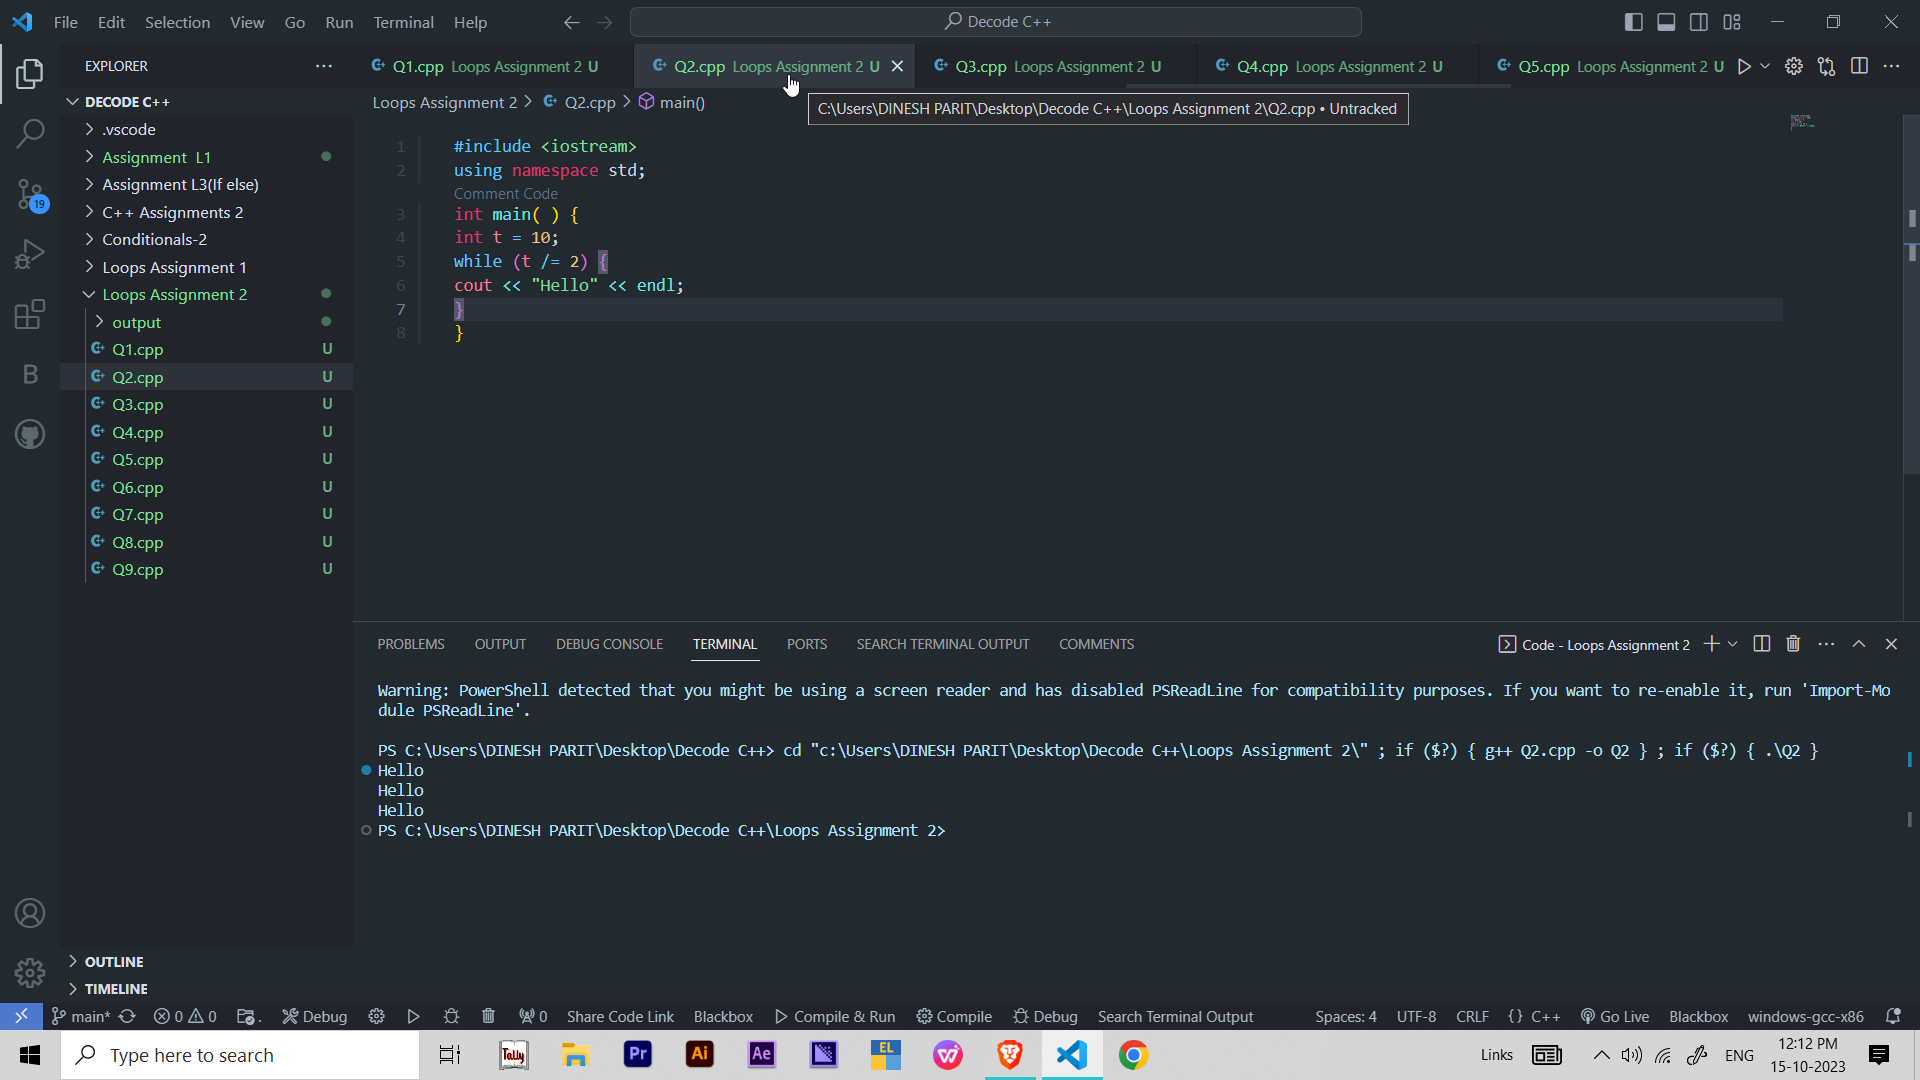 File Edit Selection View Go Run Terminal Help
Decode C++
EXPLORER
Q1.cpp Loops Assignment 2 U
Q2.cpp Loops Assignment 2 U
Q3.cpp Loops Assignment 2 U
Q4.cpp Loops Assignment 2 U
Q5.cpp Loops Assignment 2 U
DECODE C++
.vscode
Assignment L1
Assignment L3(If else)
C++ Assignments 2
Conditionals-2
Loops Assignment 1
Loops Assignment 2
output
Q1.cpp U
Q2.cpp U
Q3.cpp U
Q4.cpp U
Q5.cpp U
Q6.cpp U
Q7.cpp U
Q8.cpp U
Q9.cpp U
OUTLINE
TIMELINE
19
B
Loops Assignment 2 > Q2.cpp > main()
C:\Users\DINESH PARIT\Desktop\Decode C++\Loops Assignment 2\Q2.cpp • Untracked
1 #include <iostream>
2 using namespace std;
Comment Code
3 int main( ) {
4 int t = 10;
5 while (t /= 2) {
6 cout << "Hello" << endl;
7 }
8 }
PROBLEMS OUTPUT DEBUG CONSOLE TERMINAL PORTS SEARCH TERMINAL OUTPUT COMMENTS
Code - Loops Assignment 2
Warning: PowerShell detected that you might be using a screen reader and has disabled PSReadLine for compatibility purposes. If you want to re-enable it, run 'Import-Mo
dule PSReadLine'.
PS C:\Users\DINESH PARIT\Desktop\Decode C++> cd "c:\Users\DINESH PARIT\Desktop\Decode C++\Loops Assignment 2\" ; if ($?) { g++ Q2.cpp -o Q2 } ; if ($?) { .\Q2 }
Hello
Hello
Hello
PS C:\Users\DINESH PARIT\Desktop\Decode C++\Loops Assignment 2>
main* 0 0 . Debug 0 Share Code Link Blackbox Compile & Run Compile Debug Search Terminal Output Spaces: 4 UTF-8 CRLF {} C++ Go Live Blackbox windows-gcc-x86
Type here to search
Tally Pr Ai Ae EL
Links ENG
12:12 PM
15-10-2023